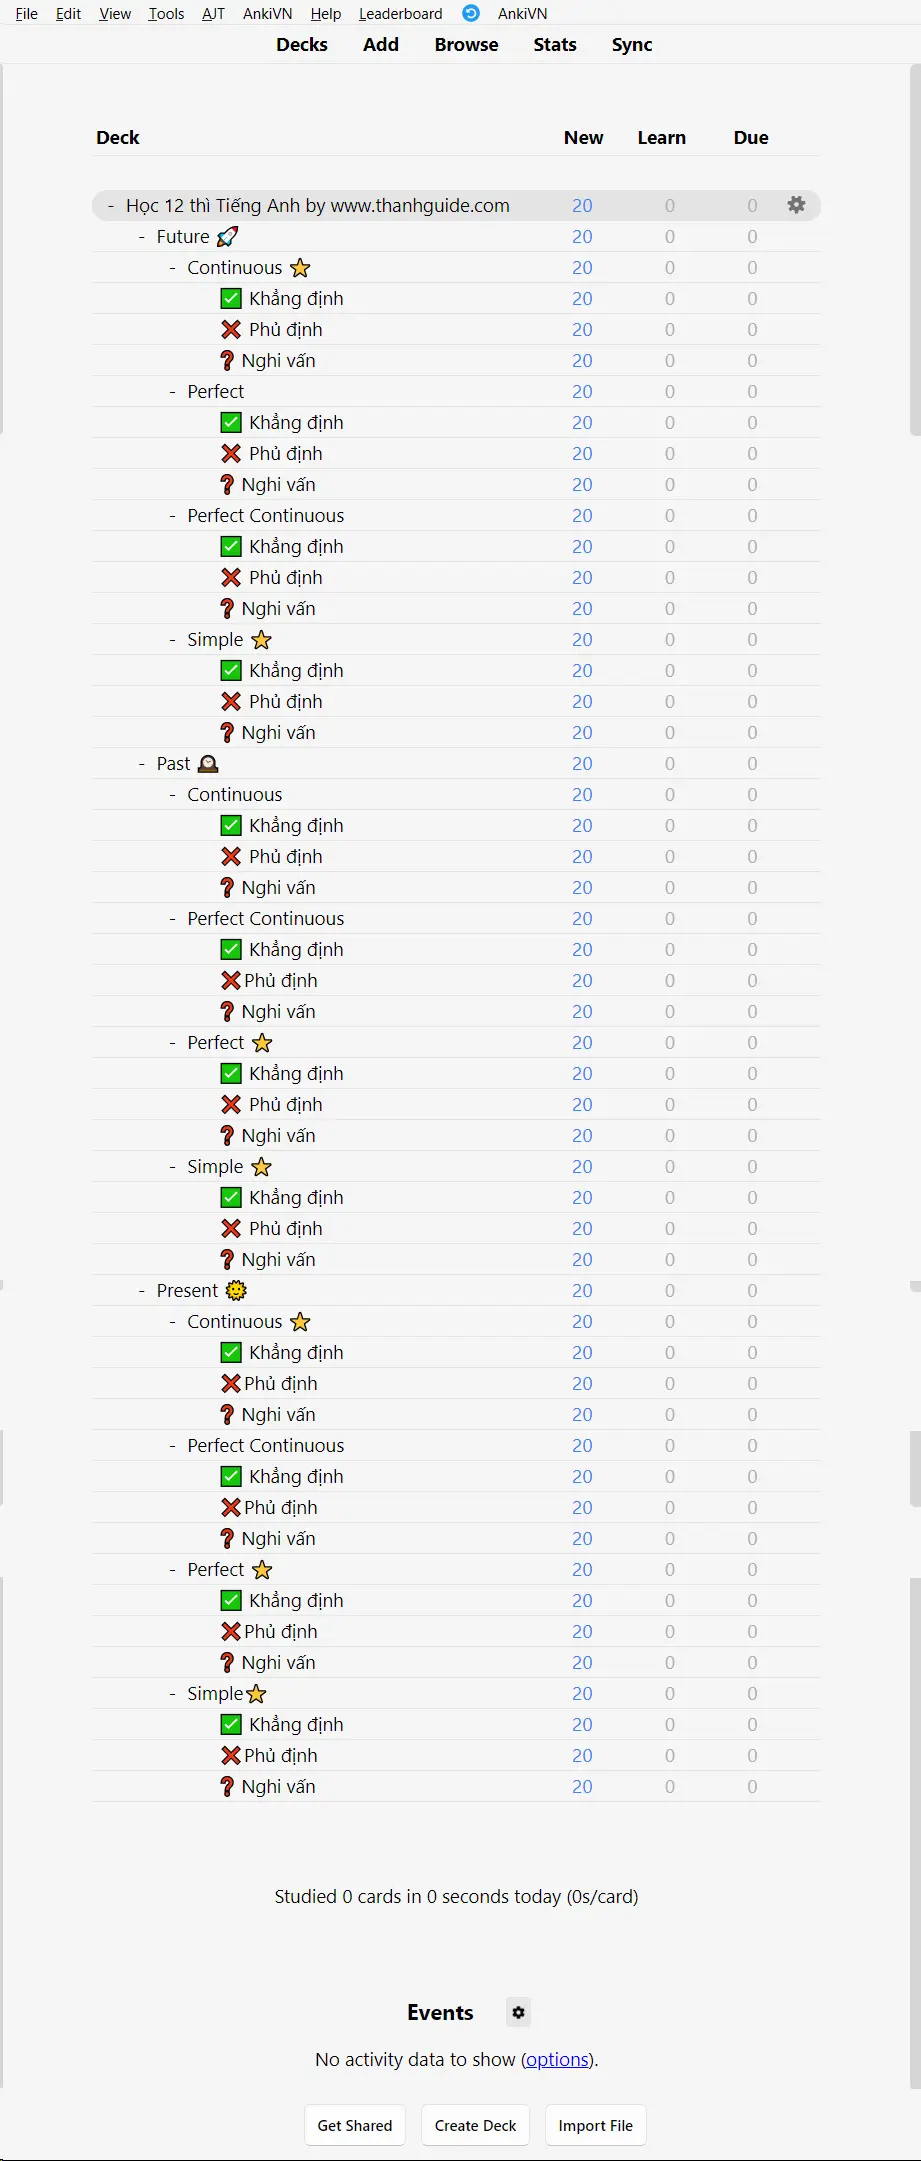 File Edit View Tools AJT AnkiVN Help Leaderboard AnkiVN
Decks Add Browse Stats Sync
Deck New Learn Due
- Học 12 thì Tiếng Anh by www.thanhguide.com 20 0 0
- Future 🚀 20 0 0
- Continuous ⭐ 20 0 0
✅ Khẳng định 20 0 0
❌ Phủ định 20 0 0
❓ Nghi vấn 20 0 0
- Perfect 20 0 0
✅ Khẳng định 20 0 0
❌ Phủ định 20 0 0
❓ Nghi vấn 20 0 0
- Perfect Continuous 20 0 0
✅ Khẳng định 20 0 0
❌ Phủ định 20 0 0
❓ Nghi vấn 20 0 0
- Simple ⭐ 20 0 0
✅ Khẳng định 20 0 0
❌ Phủ định 20 0 0
❓ Nghi vấn 20 0 0
- Past 🕰 20 0 0
- Continuous 20 0 0
✅ Khẳng định 20 0 0
❌ Phủ định 20 0 0
❓ Nghi vấn 20 0 0
- Perfect Continuous 20 0 0
✅ Khẳng định 20 0 0
❌Phủ định 20 0 0
❓ Nghi vấn 20 0 0
- Perfect ⭐ 20 0 0
✅ Khẳng định 20 0 0
❌ Phủ định 20 0 0
❓ Nghi vấn 20 0 0
- Simple ⭐ 20 0 0
✅ Khẳng định 20 0 0
❌ Phủ định 20 0 0
❓ Nghi vấn 20 0 0
- Present 🌞 20 0 0
- Continuous ⭐ 20 0 0
✅ Khẳng định 20 0 0
❌Phủ định 20 0 0
❓ Nghi vấn 20 0 0
- Perfect Continuous 20 0 0
✅ Khẳng định 20 0 0
❌Phủ định 20 0 0
❓ Nghi vấn 20 0 0
- Perfect ⭐ 20 0 0
✅ Khẳng định 20 0 0
❌Phủ định 20 0 0
❓ Nghi vấn 20 0 0
- Simple⭐ 20 0 0
✅ Khẳng định 20 0 0
❌Phủ định 20 0 0
❓ Nghi vấn 20 0 0
Studied 0 cards in 0 seconds today (0s/card)
Events
No activity data to show (options).
Get Shared Create Deck Import File